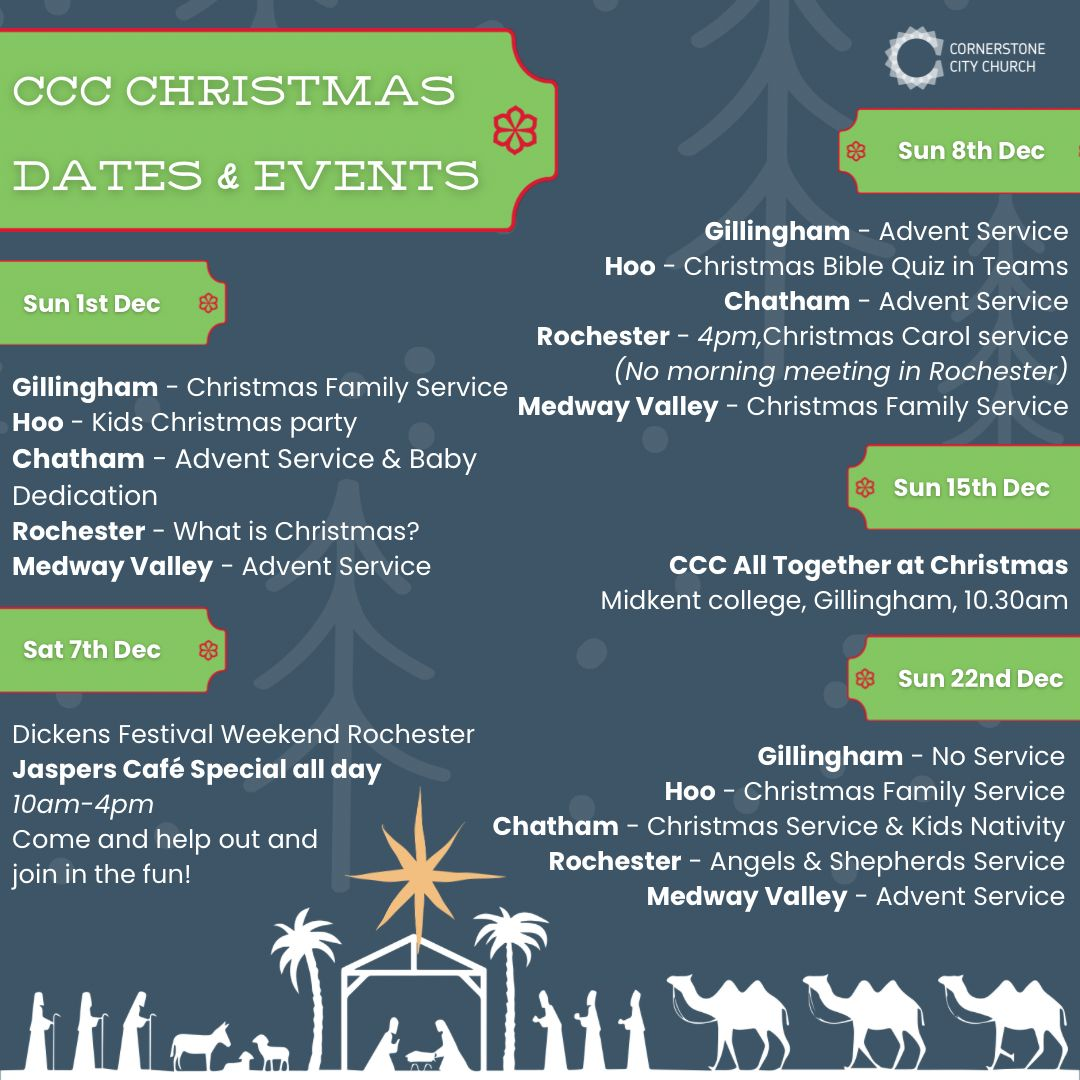 CCC CHRISTMAS
DATES & EVENTS
CORNERSTONE
CITY CHURCH
Sun 1st Dec
Gillingham - Christmas Family Service
Hoo - Kids Christmas party
Chatham - Advent Service & Baby
Dedication
Rochester - What is Christmas?
Medway Valley - Advent Service
Sat 7th Dec
Dickens Festival Weekend Rochester
Jaspers Café Special all day
10am-4pm
Come and help out and
join in the fun!
Sun 8th Dec
Gillingham - Advent Service
Hoo - Christmas Bible Quiz in Teams
Chatham - Advent Service
Rochester - 4pm,Christmas Carol service
(No morning meeting in Rochester)
Medway Valley - Christmas Family Service
Sun 15th Dec
CCC All Together at Christmas
Midkent college, Gillingham, 10.30am
Sun 22nd Dec
Gillingham - No Service
Hoo - Christmas Family Service
Chatham - Christmas Service & Kids Nativity
Rochester - Angels & Shepherds Service
Medway Valley - Advent Service